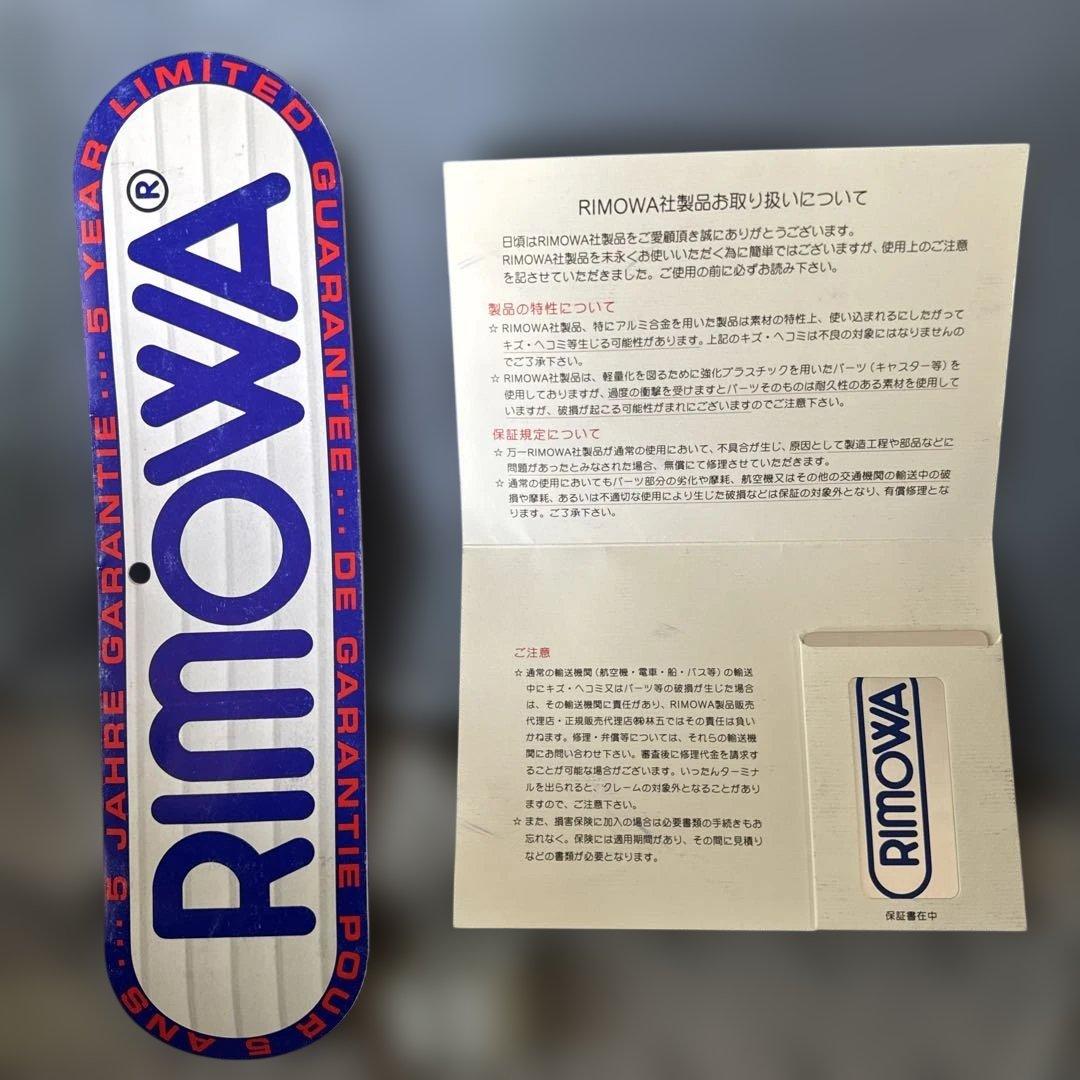 5 YEAR LIMITED GUARANTEE ... DE GARANTIE POUR 5 ANS ... 5 JAHRE GARANTIE ...
RIMOWA®
RIMOWA社製品お取り扱いについて
日頃はRIMOWA社製品をご愛顧頂き誠にありがとうございます。
RIMOWA社製品を末永くお使いいただく為に簡単ではございますが、使用上のご注意
を記させていただきました。ご使用の前に必ずお読み下さい。
製品の特性について
☆ RIMOWA社製品、特にアルミ合金を用いた製品は素材の特性上、使い込まれるにしたがって
キズ・ヘコミ等生じる可能性があります。上記のキズ・ヘコミは不良の対象にはなりませんの
でご了承下さい。
☆ RIMOWA社製品は、軽量化を図るために強化プラスチックを用いたパーツ（キャスター等）を
使用しておりますが、過度の衝撃を受けますとパーツそのものは耐久性のある素材を使用して
いますが、破損が起こる可能性がまれにございますのでご注意下さい。
保証規定について
☆ 万一RIMOWA社製品が通常の使用において、不具合が生じ、原因として製造工程や部品などに
問題があったとみなされた場合、無償にて修理させていただきます。
☆ 通常の使用においてもパーツ部分の劣化や摩耗、航空機又はその他の交通機関の輸送中の破
損や摩耗、あるいは不適切な使用により生じた破損などは保証の対象外となり、有償修理とな
ります。ご了承下さい。
ご注意
☆ 通常の輸送機関（航空機・電車・船・バス等）の輸送
中にキズ・ヘコミ又はパーツ等の破損が生じた場合
は、その輸送機関に責任があり、RIMOWA製品販売
代理店・正規販売代理店㈱林五ではその責任は負い
かねます。修理・弁償等については、それらの輸送機
関にお問い合わせ下さい。審査後に修理代金を請求す
ることが可能な場合がございます。いったんターミナ
ルを出られると、クレームの対象外となることがあり
ますので、ご注意下さい。
☆ また、損害保険に加入の場合は必要書類の手続きもお
忘れなく。保険には適用期間があり、その間に見積り
などの書類が必要となります。
RIMOWA
保証書在中